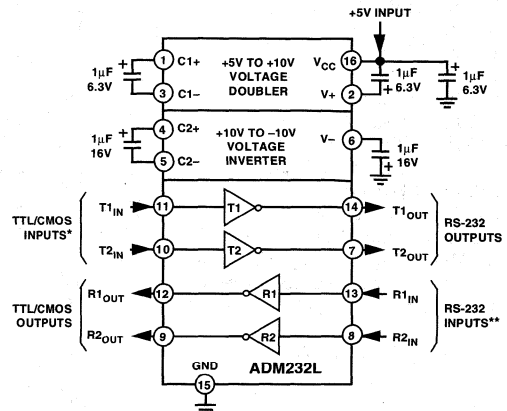 +5V INPUT
1 C1+
+5V TO +10V
VOLTAGE
DOUBLER
VCC 16
1µF
6.3V
+
3 C1–
V+ 2
+
1µF
6.3V
+
1µF
6.3V
+
4 C2+
+10V TO –10V
VOLTAGE
INVERTER
V– 6
1µF
16V
+
5 C2–
1µF
16V
+
TTL/CMOS
INPUTS*
T1IN 11 T1 14 T1OUT
T2IN 10 T2 7 T2OUT
RS-232
OUTPUTS
TTL/CMOS
OUTPUTS
R1OUT 12 R1 13 R1IN
R2OUT 9 R2 8 R2IN
RS-232
INPUTS**
GND
15
ADM232L